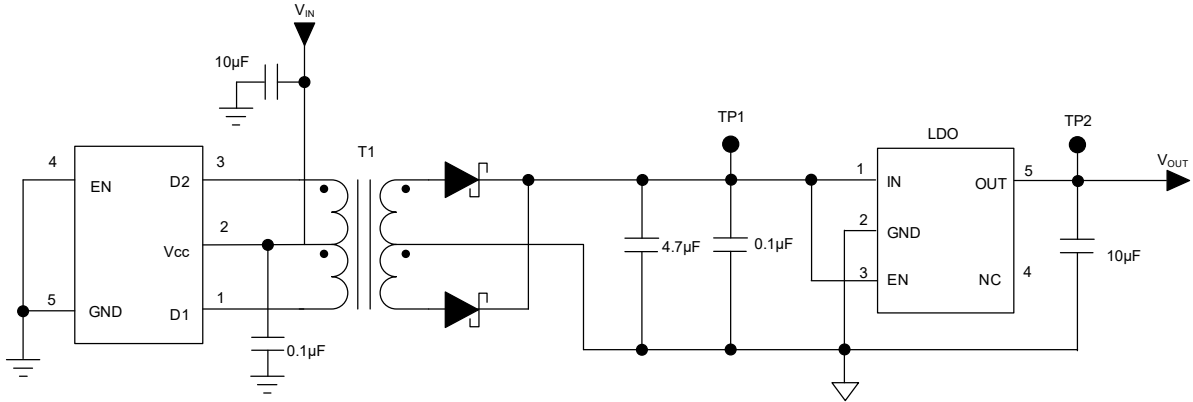 VIN
10µF
4
EN
D2
3
2
Vcc
5
GND
D1
1
0.1µF
T1
TP1
4.7µF
0.1µF
LDO
1
IN
OUT
5
2
GND
3
EN
NC
4
TP2
VOUT
10µF